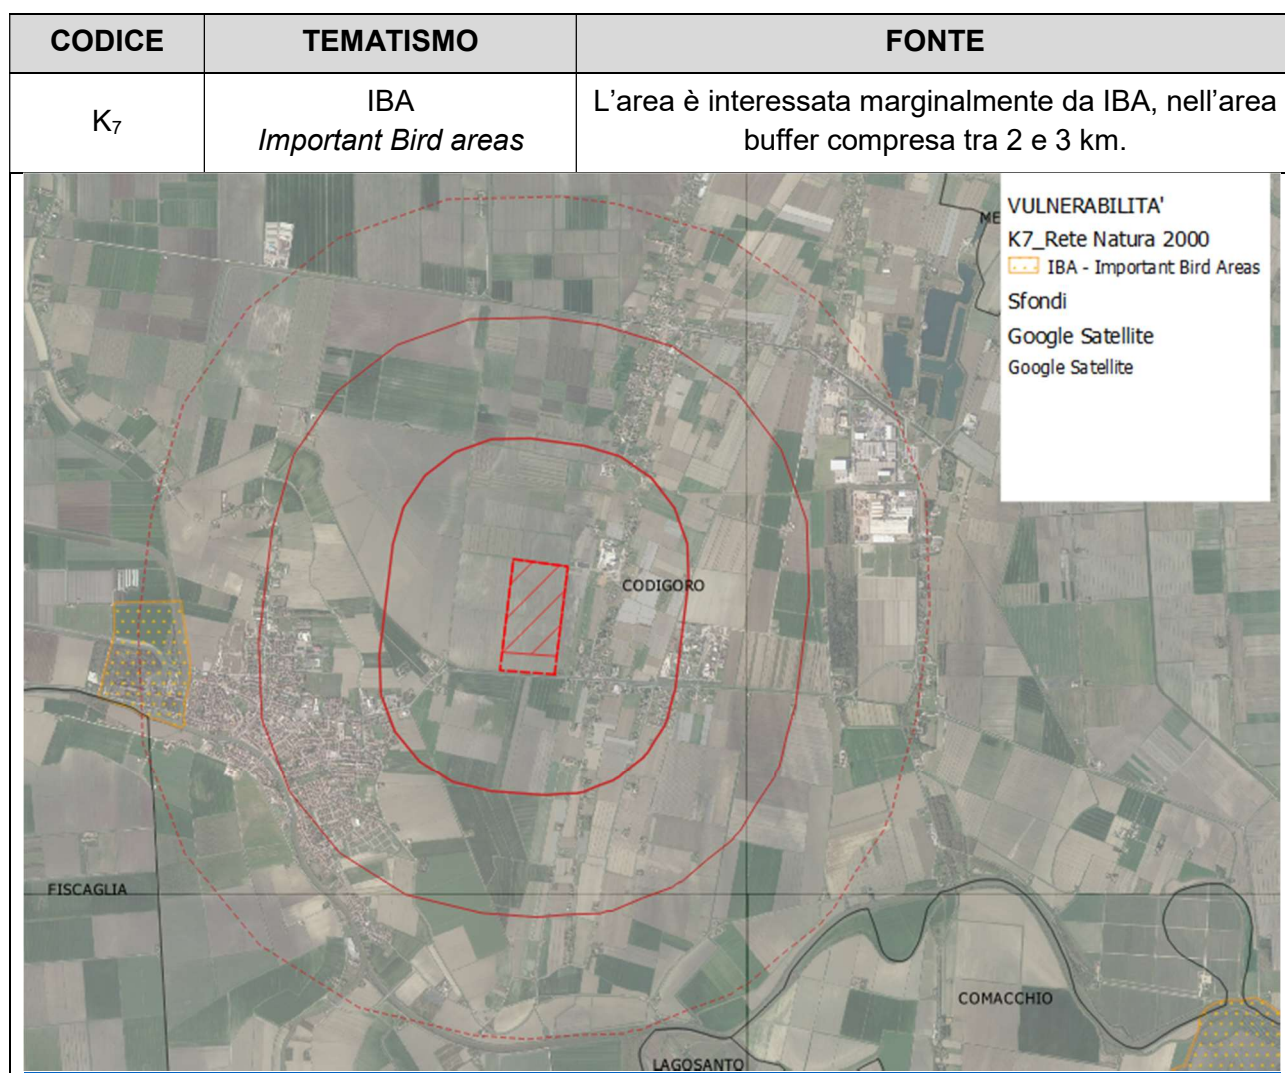 CODICE TEMATISMO FONTE
K₇
IBA
Important Bird areas
L’area è interessata marginalmente da IBA, nell’area
buffer compresa tra 2 e 3 km.
VULNERABILITA'
K7_Rete Natura 2000
IBA - Important Bird Areas
Sfondi
Google Satellite
Google Satellite
ME
CODIGORO
FISCAGLIA
COMACCHIO
LAGOSANTO